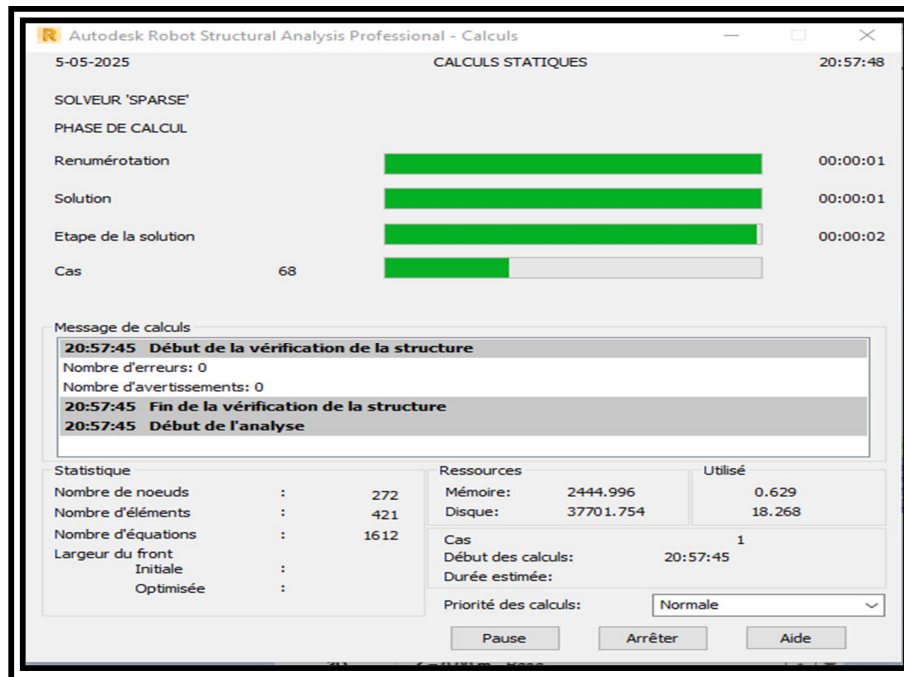 Autodesk Robot Structural Analysis Professional - Calculs
5-05-2025 CALCULS STATIQUES 20:57:48
SOLVEUR 'SPARSE'
PHASE DE CALCUL
Renumérotation 00:00:01
Solution 00:00:01
Etape de la solution 00:00:02
Cas 68
Message de calculs
20:57:45 Début de la vérification de la structure
Nombre d'erreurs: 0
Nombre d'avertissements: 0
20:57:45 Fin de la vérification de la structure
20:57:45 Début de l'analyse
Statistique
Nombre de noeuds : 272
Nombre d'éléments : 421
Nombre d'équations : 1612
Largeur du front
Initiale :
Optimisée :
Ressources Utilisé
Mémoire: 2444.996 0.629
Disque: 37701.754 18.268
Cas 1
Début des calculs: 20:57:45
Durée estimée:
Priorité des calculs: Normale
Pause Arrêter Aide